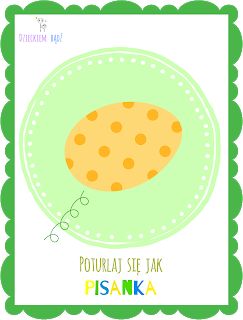 DZIECKIEM BĄDŹ
POTURLAJ SIĘ JAK
PISANKA